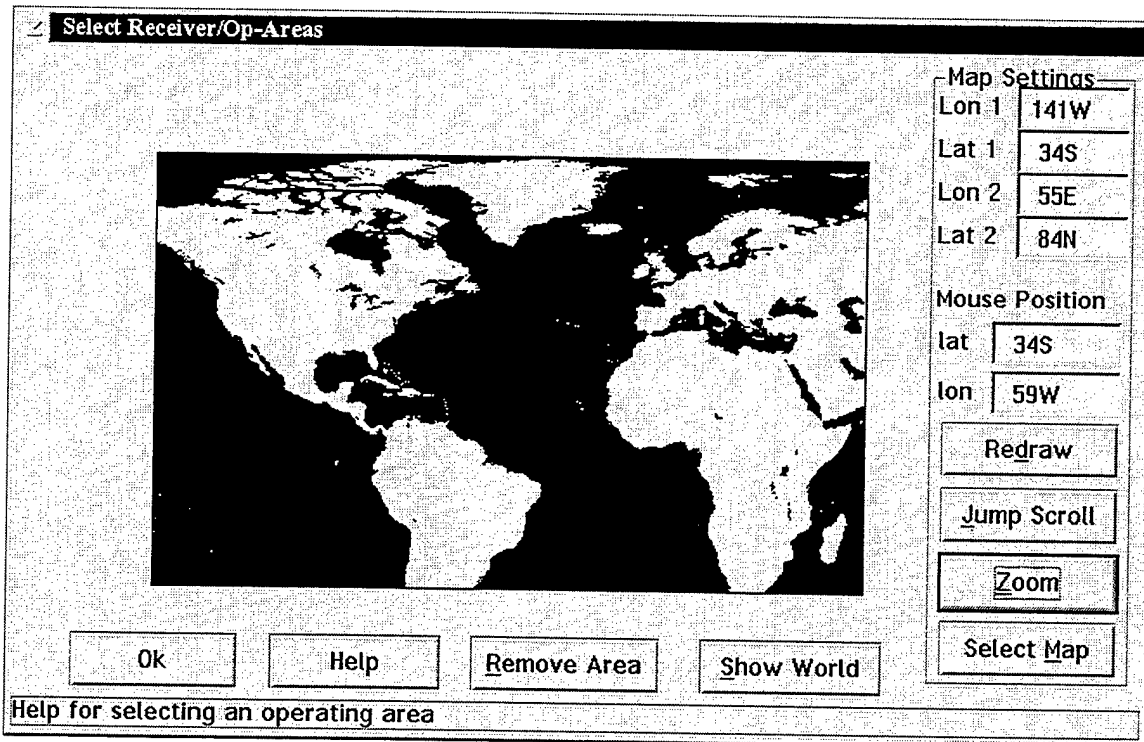 Select Receiver/Op-Areas
Map Settings
Lon 1 141W
Lat 1 34S
Lon 2 55E
Lat 2 84N
Mouse Position
lat 34S
lon 59W
Redraw
Jump Scroll
Zoom
Select Map
Ok Help Remove Area Show World
Help for selecting an operating area